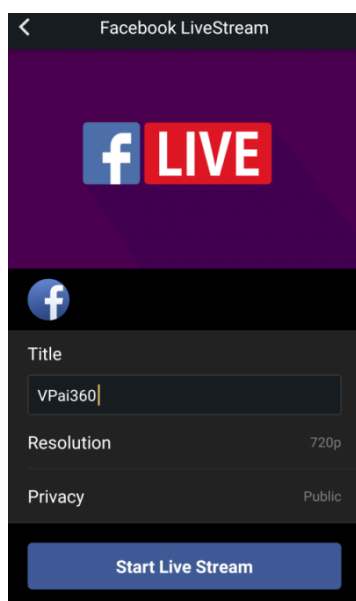 Facebook LiveStream
f LIVE
f
Title
VPai360
Resolution 720p
Privacy Public
Start Live Stream